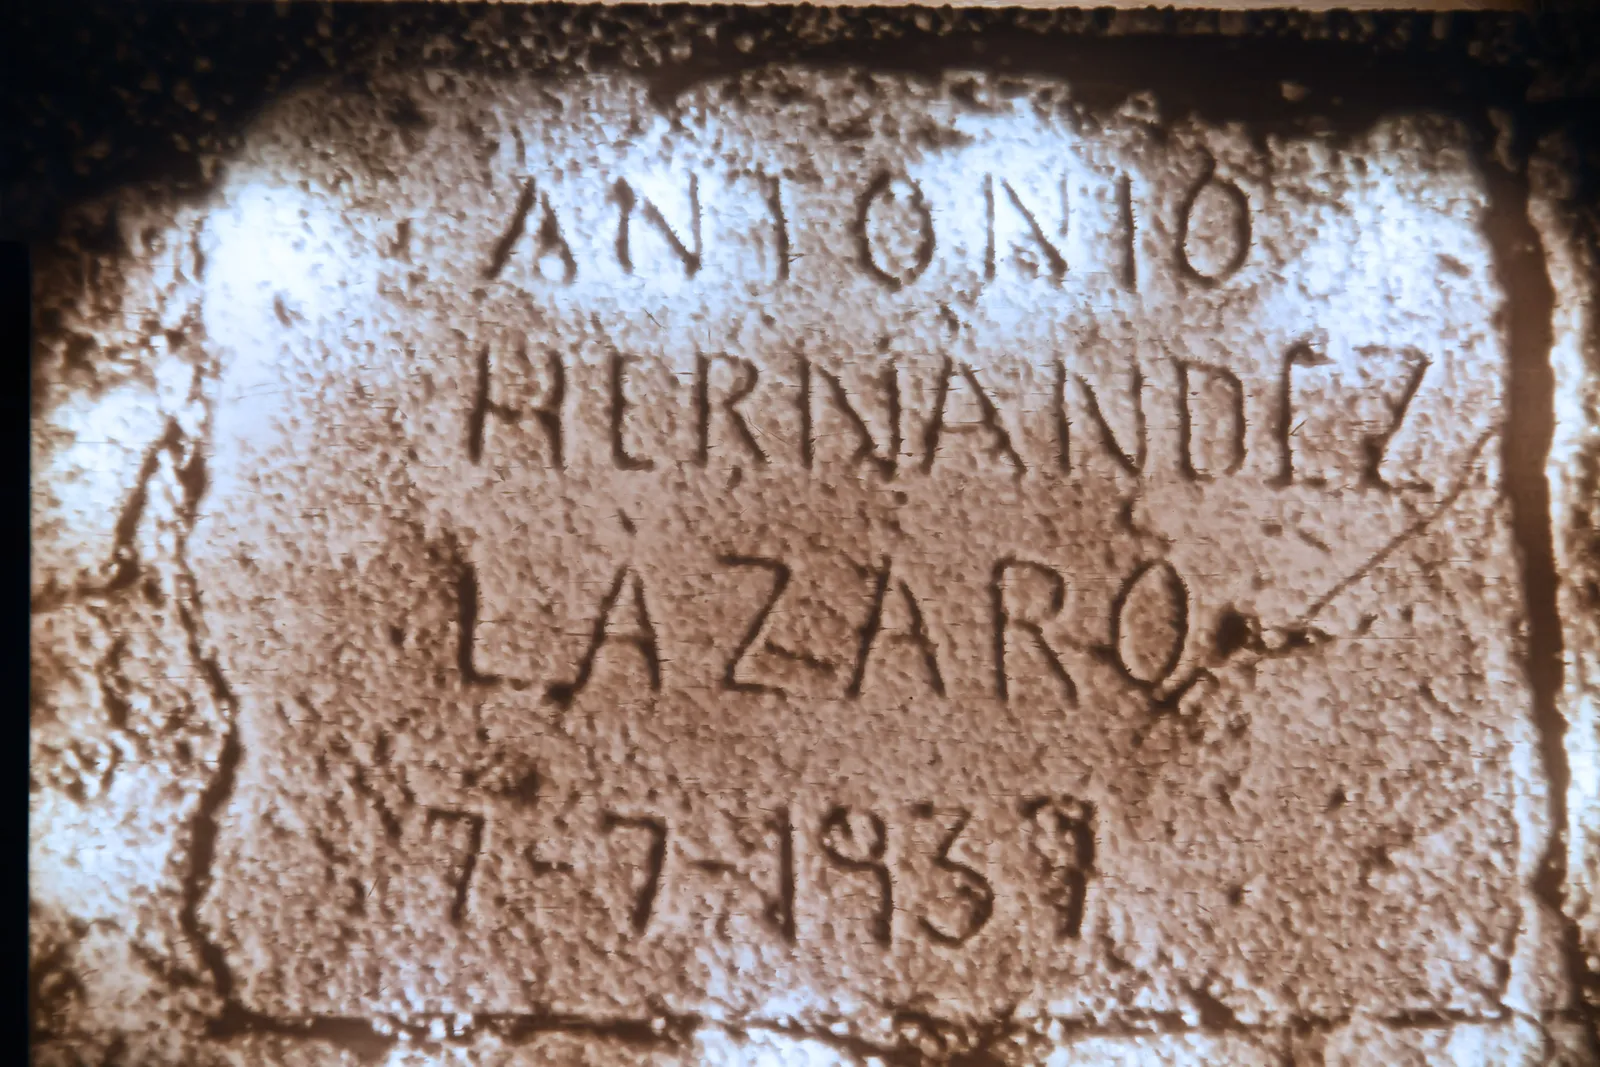 ANTONIO
HERNANDEZ
LAZARO
7-7-1937